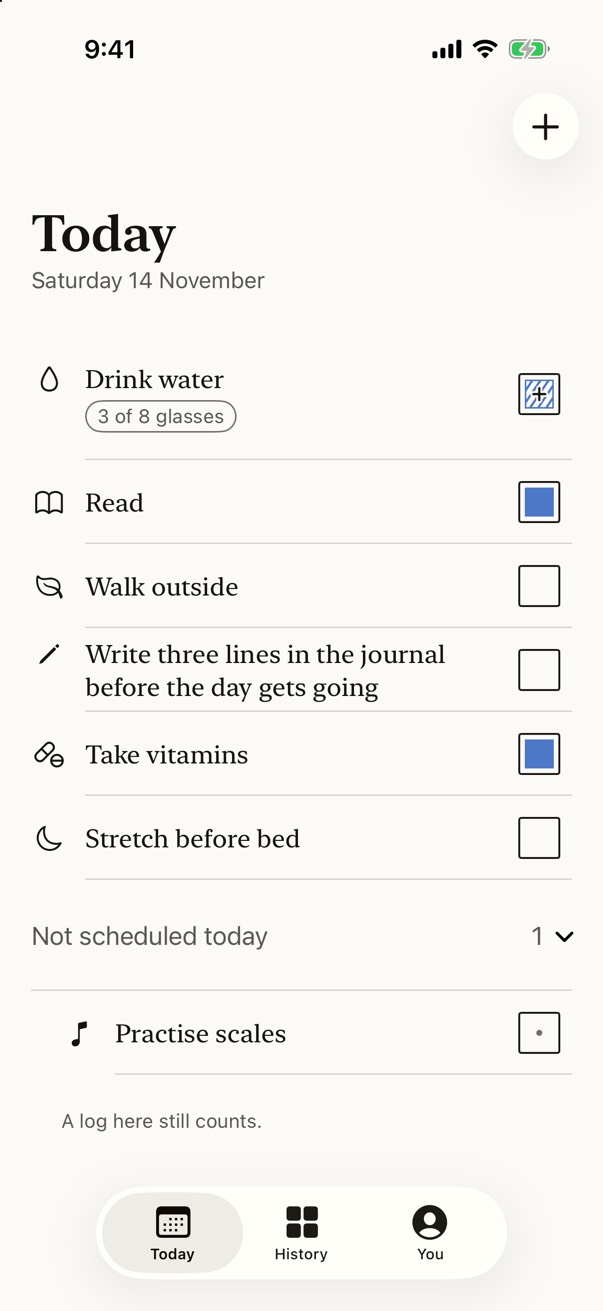 9:41
Today
Saturday 14 November
Drink water
3 of 8 glasses
Read
Walk outside
Write three lines in the journal
before the day gets going
Take vitamins
Stretch before bed
Not scheduled today 1
Practise scales
A log here still counts.
Today History You